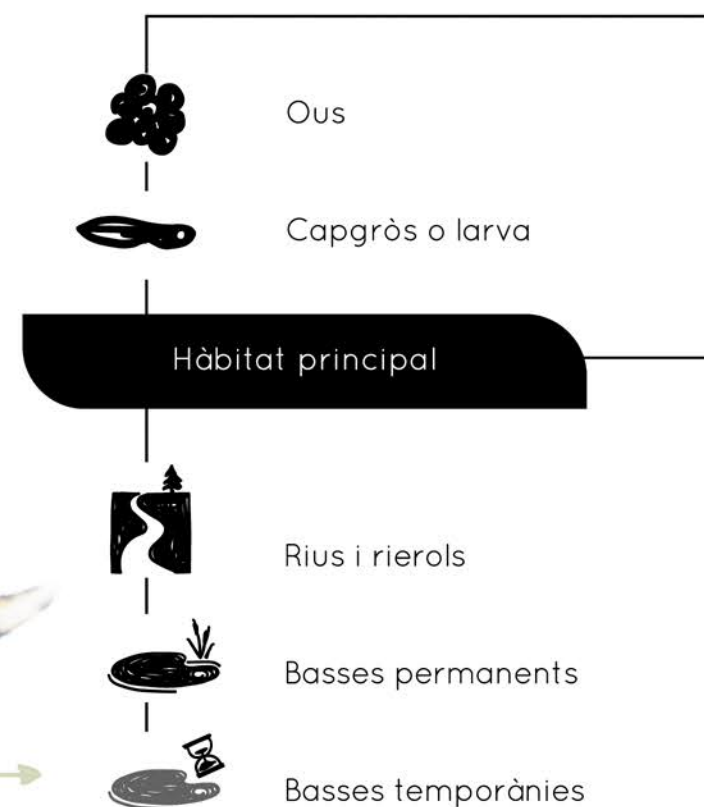 Ous
Capgròs o larva
Hàbitat principal
Rius i rierols
Basses permanents
Basses temporànies